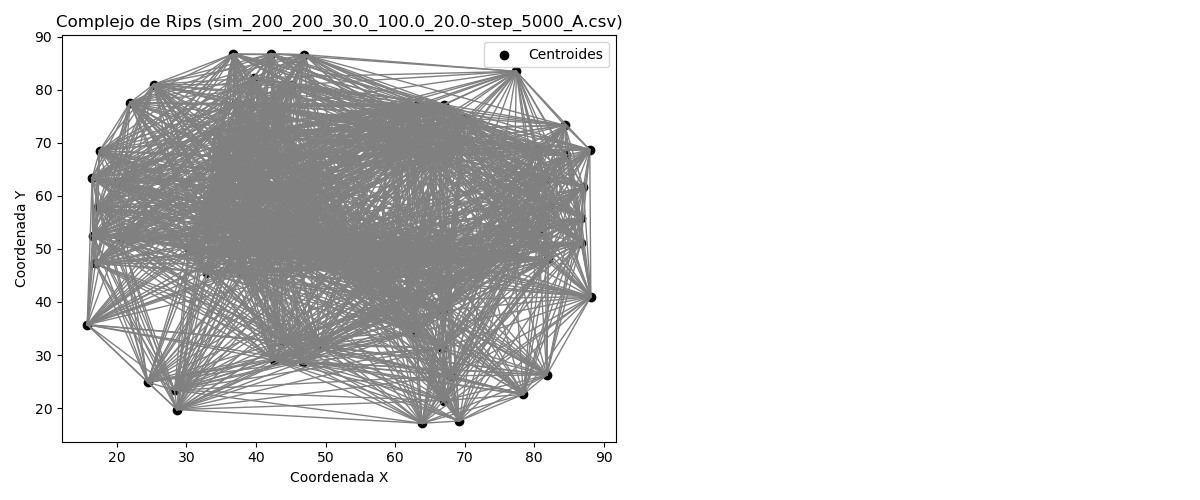 Complejo de Rips (sim_200_200_30.0_100.0_20.0-step_5000_A.csv)
Centroides
90
80
70
60
50
40
30
20
Coordenada Y
20 30 40 50 60 70 80 90
Coordenada X